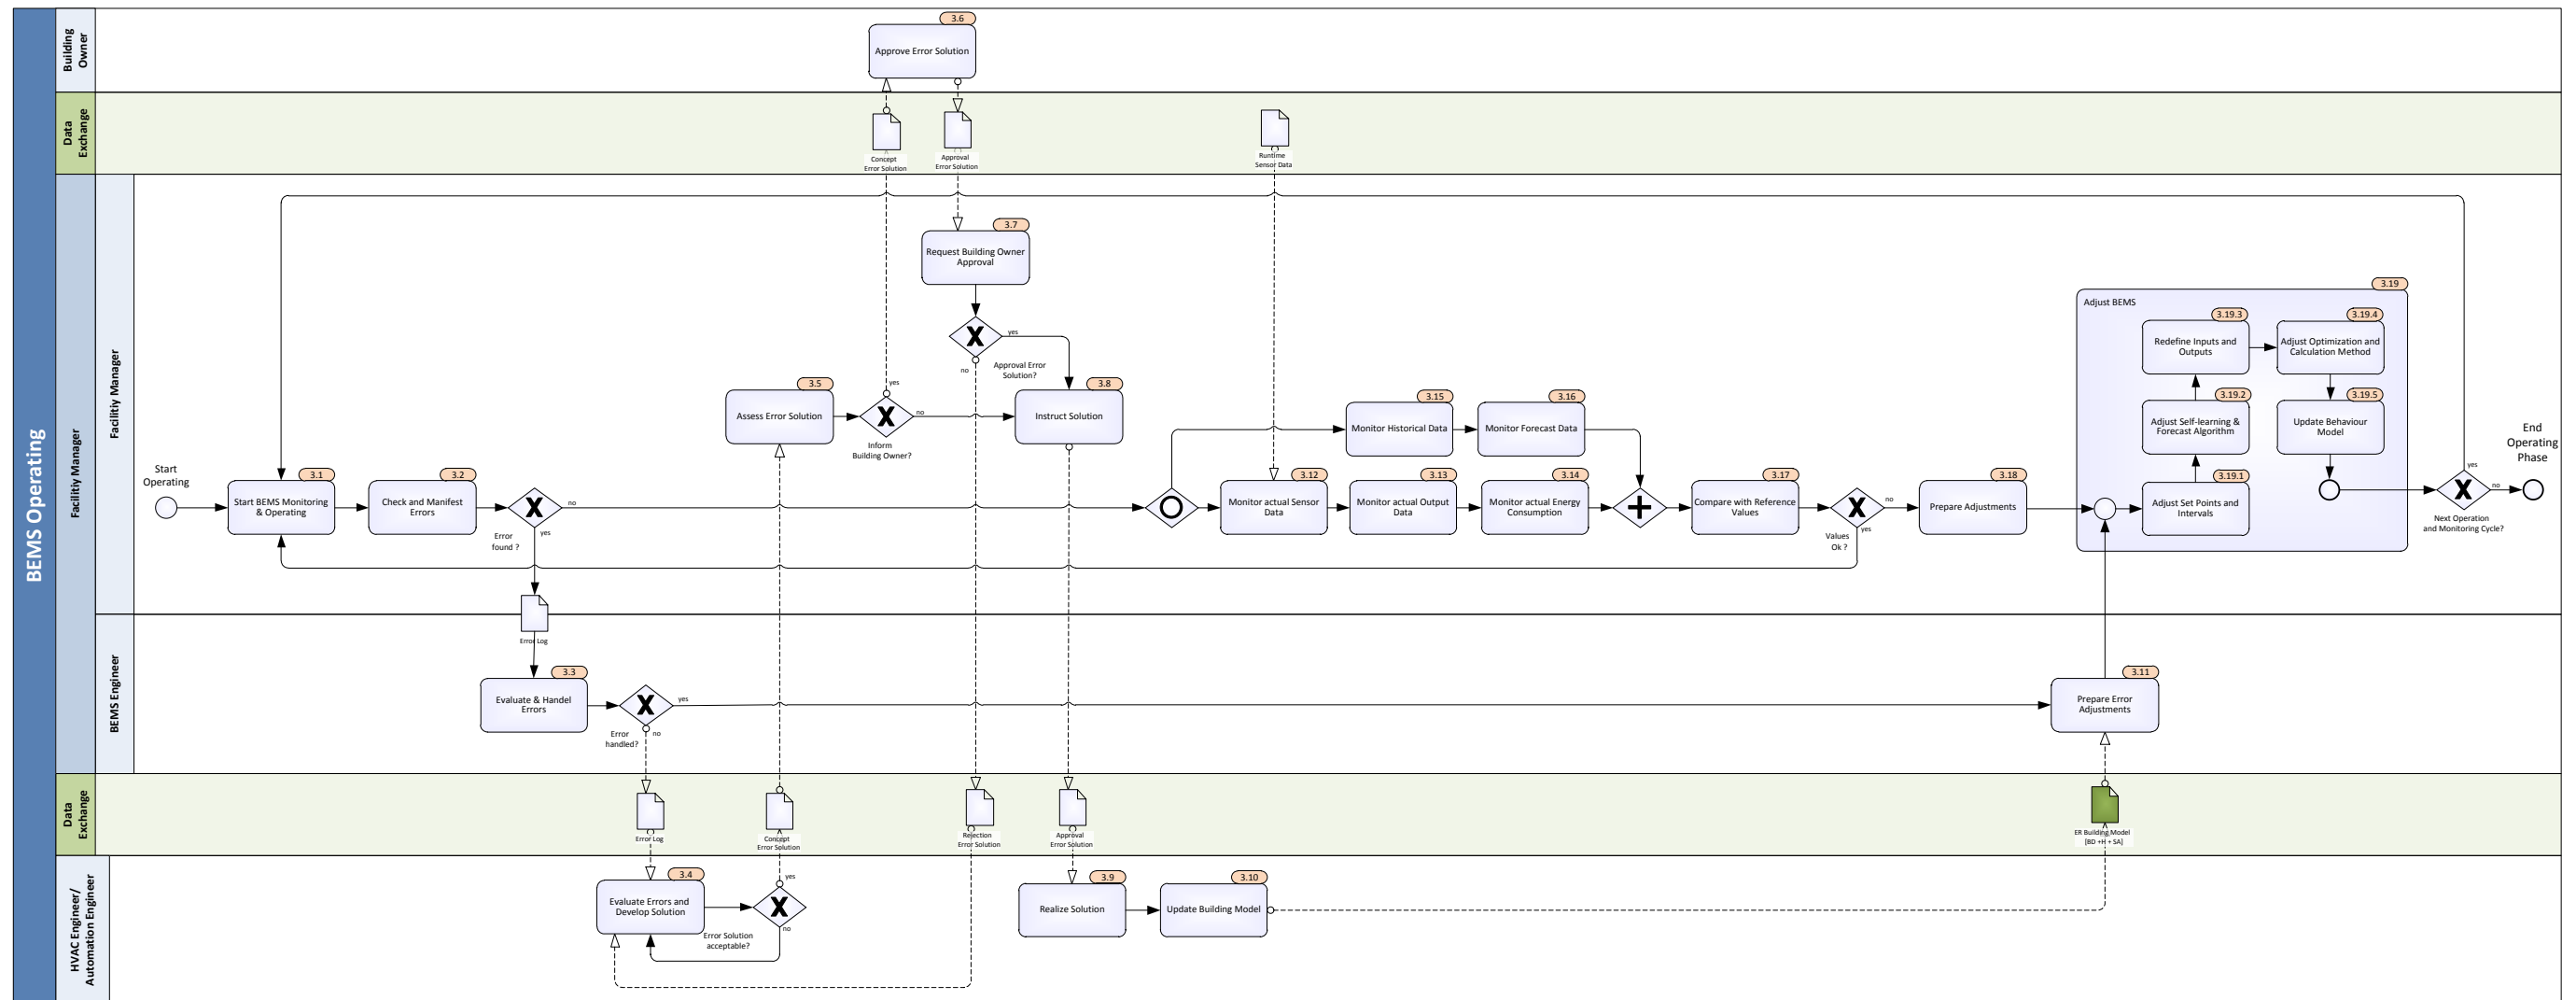 BEMS Operating
Building
Owner
3.6
Approve Error Solution
Data
Exchange
Concept
Error Solution
Approval
Error Solution
Runtime
Sensor Data
Facility Manager
Facilitiy Manager
3.7
Request Building Owner
Approval
yes
no
Approval Error
Solution?
3.5
Assess Error Solution
yes
no
Inform
Building Owner?
3.8
Instruct Solution
Start
Operating
3.1
Start BEMS Monitoring
& Operating
3.2
Check and Manifest
Errors
no
yes
Error
found ?
3.15
Monitor Historical Data
3.16
Monitor Forecast Data
3.12
Monitor actual Sensor
Data
3.13
Monitor actual Output
Data
3.14
Monitor actual Energy
Consumption
3.17
Compare with Reference
Values
no
yes
Values
Ok ?
3.18
Prepare Adjustments
3.19
Adjust BEMS
3.19.3
Redefine Inputs and
Outputs
3.19.4
Adjust Optimization and
Calculation Method
3.19.2
Adjust Self-learning &
Forecast Algorithm
3.19.5
Update Behaviour
Model
3.19.1
Adjust Set Points and
Intervals
yes
no
Next Operation
and Monitoring Cycle?
End
Operating
Phase
Error Log
BEMS Engineer
3.3
Evaluate & Handel
Errors
yes
no
Error
handled?
3.11
Prepare Error
Adjustments
Data
Exchange
Error Log
Concept
Error Solution
Rejection
Error Solution
Approval
Error Solution
ER Building Model
[BD +H + SA]
HVAC Engineer/
Automation Engineer
3.4
Evaluate Errors and
Develop Solution
yes
no
Error Solution
acceptable?
3.9
Realize Solution
3.10
Update Building Model